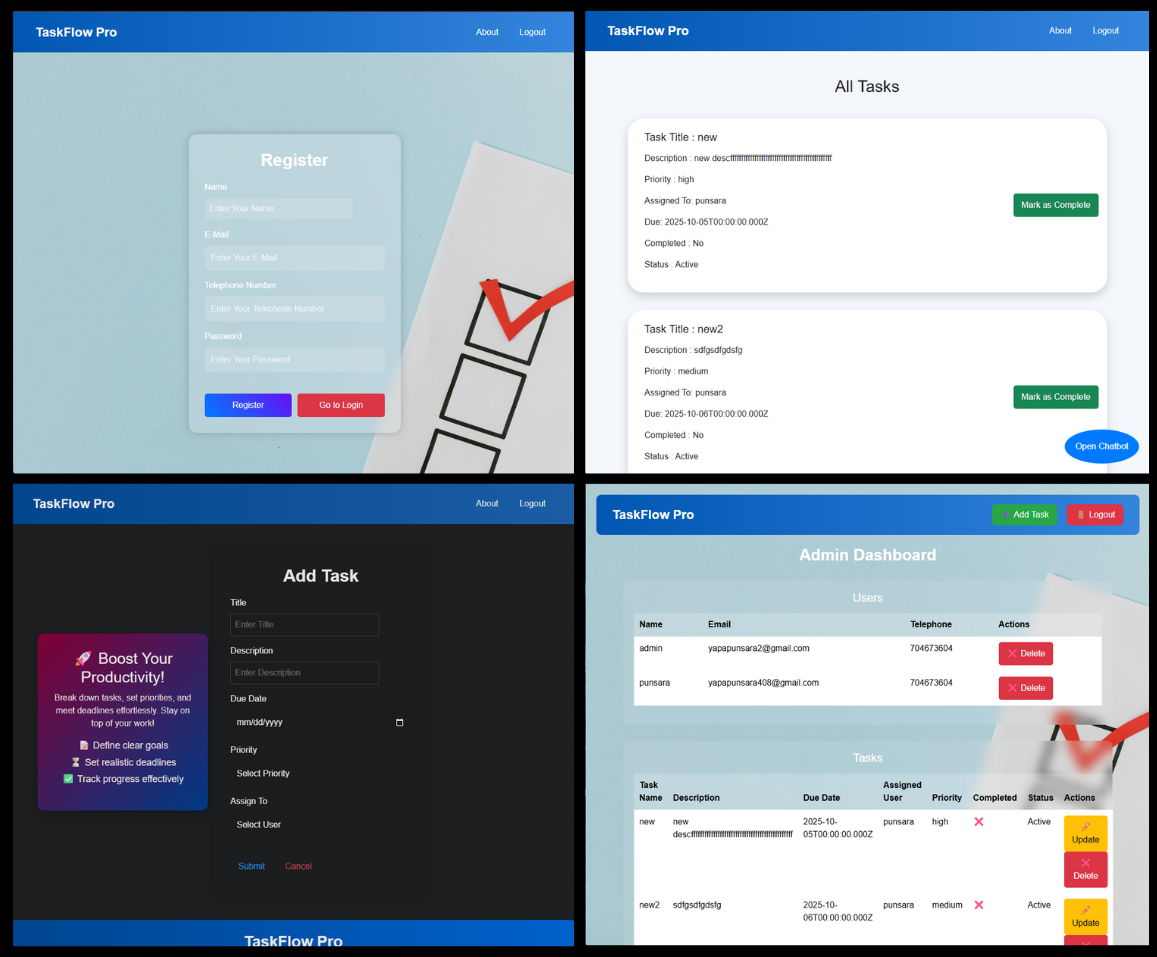 TaskFlow Pro
About
Logout
Register
Name
Enter Your Name
E-Mail
Enter Your E-Mail
Telephone Number
Enter Your Telephone Number
Password
Enter Your Password
Register
Go to Login
TaskFlow Pro
About
Logout
All Tasks
Task Title : new
Priority : high
Assigned To: punsara
Due: 2025-10-05T00:00:00.000Z
Completed : No
Status : Active
Mark as Complete
Task Title : new2
Description : sdfgsdfgdsfg
Priority : medium
Assigned To: punsara
Due: 2025-10-06T00:00:00.000Z
Completed : No
Status : Active
Mark as Complete
Open Chatbot
TaskFlow Pro
About
Logout
🚀 Boost Your
Productivity!
Break down tasks, set priorities, and
meet deadlines effortlessly. Stay on
top of your work!
Define clear goals
⏳ Set realistic deadlines
✅ Track progress effectively
Add Task
Title
Enter Title
Description
Enter Description
Due Date
mm/dd/yyyy
Priority
Select Priority
Assign To
Select User
Submit
Cancel
TaskFlow Pro
TaskFlow Pro
➕ Add Task
🚪 Logout
Admin Dashboard
Users
Name Email Telephone Actions
admin yapapunsara2@gmail.com 704673604 ❌ Delete
punsara yapapunsara408@gmail.com 704673604 ❌ Delete
Tasks
Task Name Description Due Date Assigned User Priority Completed Status Actions
new new 2025-10-05T00:00:00.000Z punsara high ❌ Active
Update
❌
Delete
new2 sdfgsdfgdsfg 2025-10-06T00:00:00.000Z punsara medium ❌ Active
Update